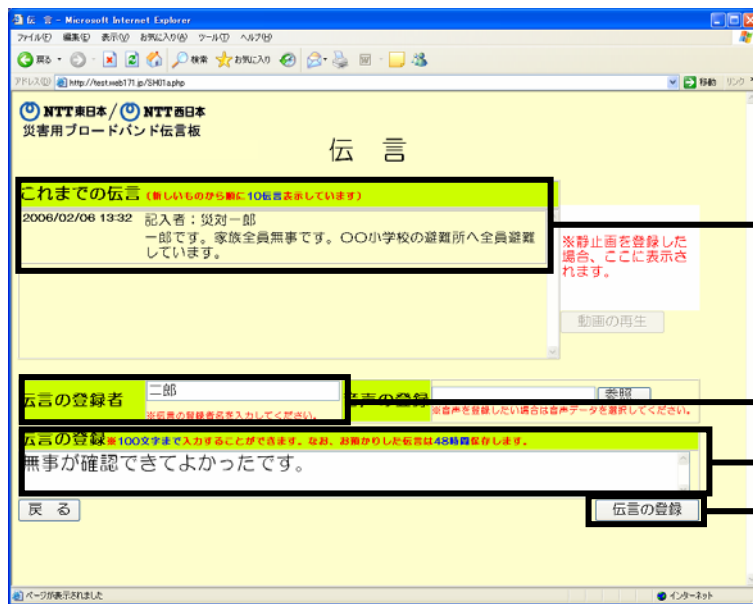 伝 言 - Microsoft Internet Explorer
ファイル(F) 編集(E) 表示(V) お気に入り(A) ツール(T) ヘルプ(H)
戻る 検索 お気に入り
アドレス(D) http://test.web171.jp/SH01a.php 移動 リンク
NTT東日本/NTT西日本
災害用ブロードバンド伝言板
伝 言
これまでの伝言 (新しいものから順に10伝言表示しています)
2006/02/06 13:32 記入者:災対一郎
一郎です。家族全員無事です。〇〇小学校の避難所へ全員避難
しています。
※静止画を登録した
場合、ここに表示さ
れます。
動画の再生
伝言の登録者 二郎
※伝言の登録者名を入力してください。
音声の登録 参照...
※音声を登録したい場合は音声データを選択してください。
伝言の登録 ※100文字まで入力することができます。なお、お預かりした伝言は48時間保存します。
無事が確認できてよかったです。
戻 る 伝言の登録
ページが表示されました インターネット